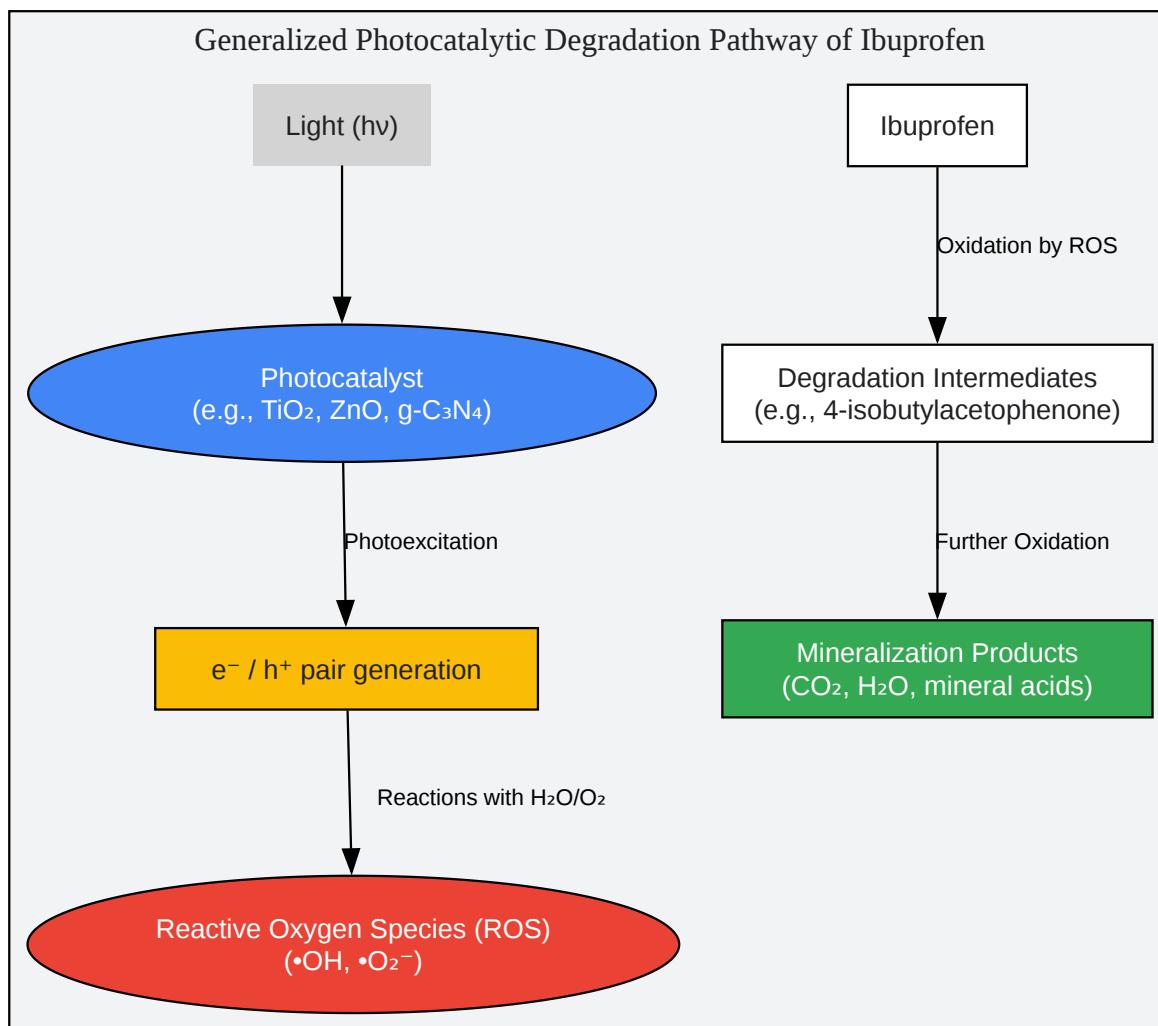 Generalized Photocatalytic Degradation Pathway of Ibuprofen
Light (hν)
Photocatalyst
(e.g., TiO₂, ZnO, g-C₃N₄)
Photoexcitation
e⁻ / h⁺ pair generation
Reactions with H₂O/O₂
Reactive Oxygen Species (ROS)
(•OH, •O₂⁻)
Ibuprofen
Oxidation by ROS
Degradation Intermediates
(e.g., 4-isobutylacetophenone)
Further Oxidation
Mineralization Products
(CO₂, H₂O, mineral acids)